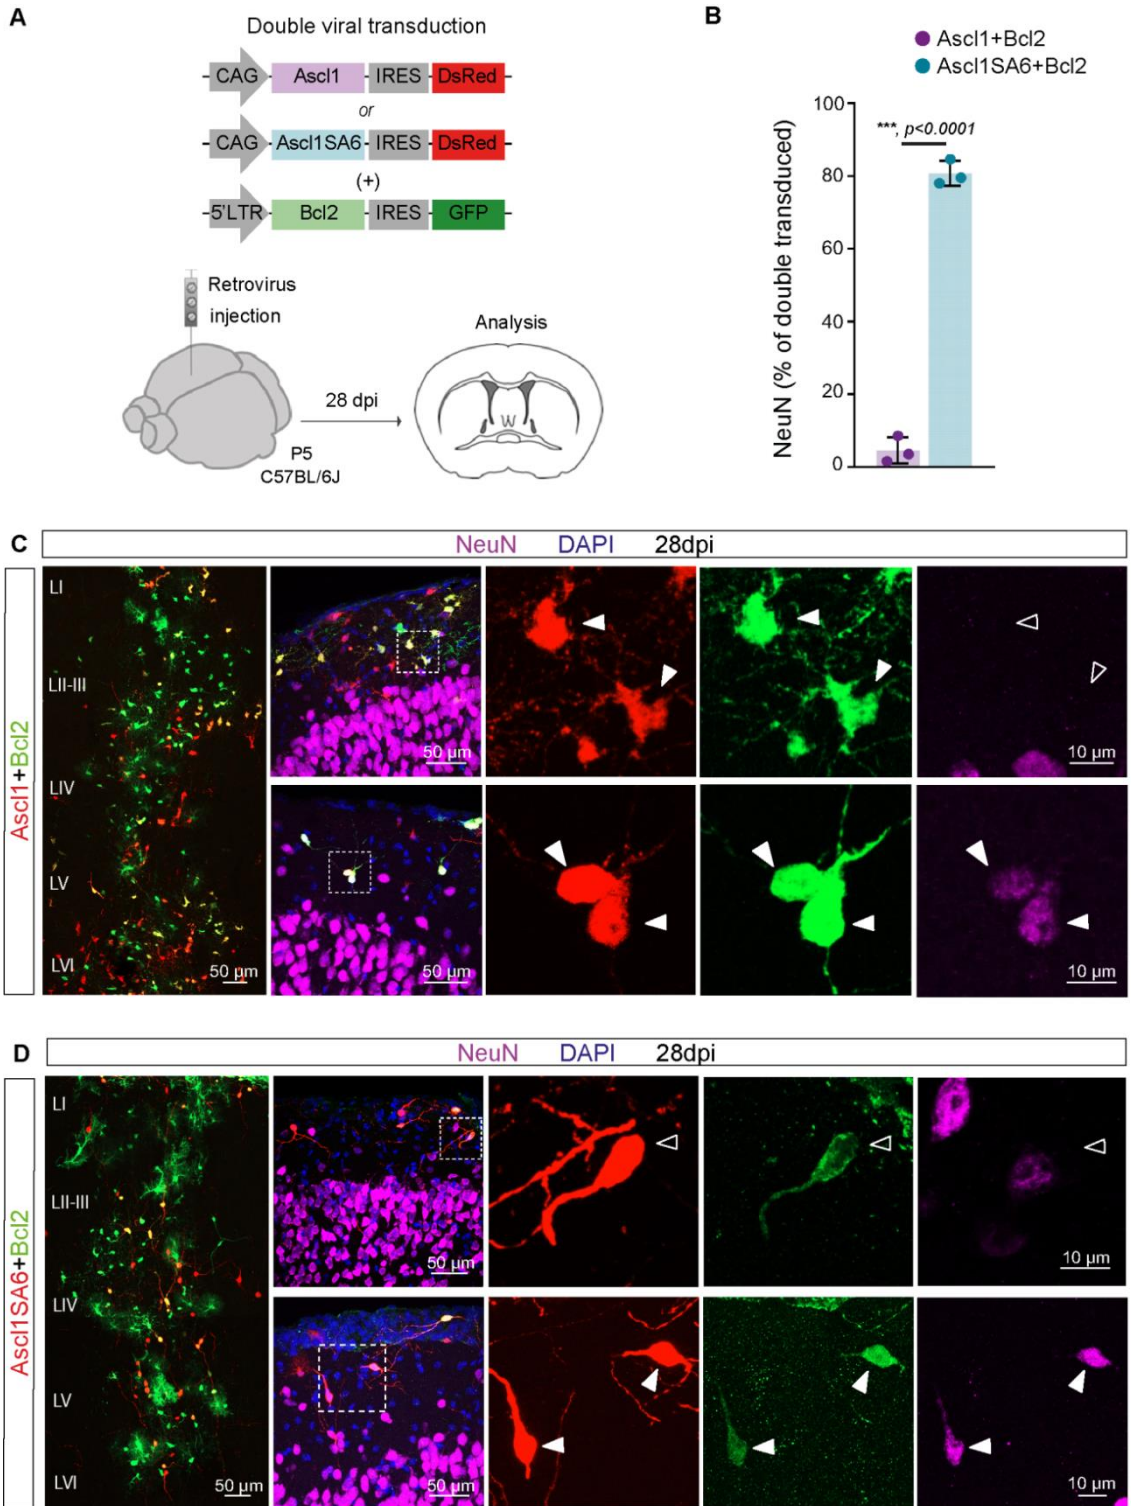 A
Double viral transduction
CAG Ascl1 IRES DsRed
or
CAG Ascl1SA6 IRES DsRed
(+)
5'LTR Bcl2 IRES GFP
Retrovirus
injection
Analysis
28 dpi
P5
C57BL/6J
B
Ascl1+Bcl2
Ascl1SA6+Bcl2
NeuN (% of double transduced)
100
80
60
40
20
0
***, p<0.0001
C
NeuN DAPI 28dpi
Ascl1+Bcl2
LI
LII-III
LIV
LV
LVI
50 µm
50 µm
10 µm
50 µm
10 µm
D
NeuN DAPI 28dpi
Ascl1SA6+Bcl2
LI
LII-III
LIV
LV
LVI
50 µm
50 µm
10 µm
50 µm
10 µm